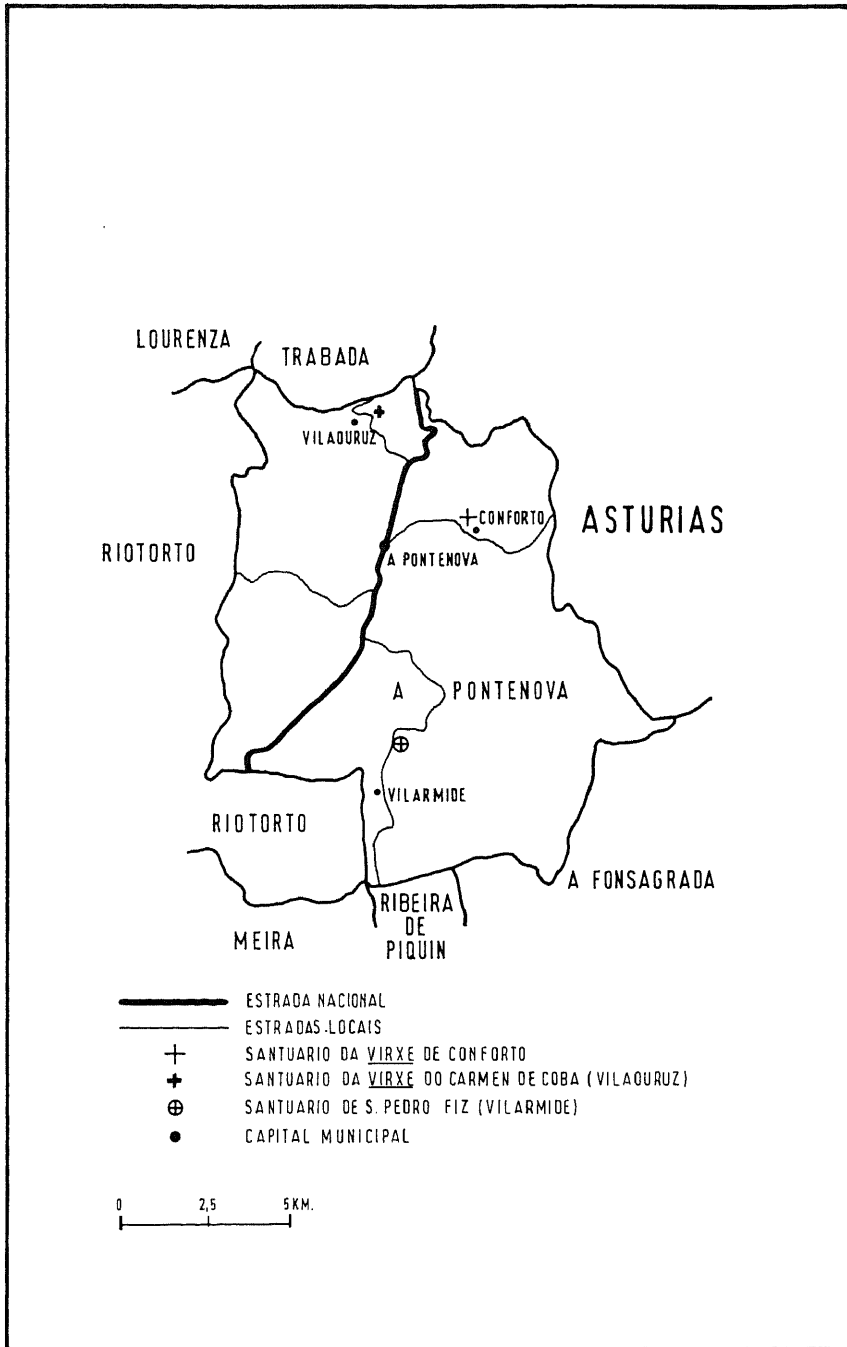 LOURENZA
TRABADA
VILAOURUZ
CONFORTO
ASTURIAS
RIOTORTO
A PONTENOVA
A PONTENOVA
VILARMIDE
RIOTORTO
A FONSAGRADA
RIBEIRA
DE
PIQUIN
MEIRA
ESTRADA NACIONAL
ESTRADAS-LOCAIS
SANTUARIO DA VIRXE DE CONFORTO
SANTUARIO DA VIRXE DO CARMEN DE COBA (VILAOURUZ)
SANTUARIO DE S. PEDRO FIZ (VILARMIDE)
CAPITAL MUNICIPAL
0 2,5 5 KM.